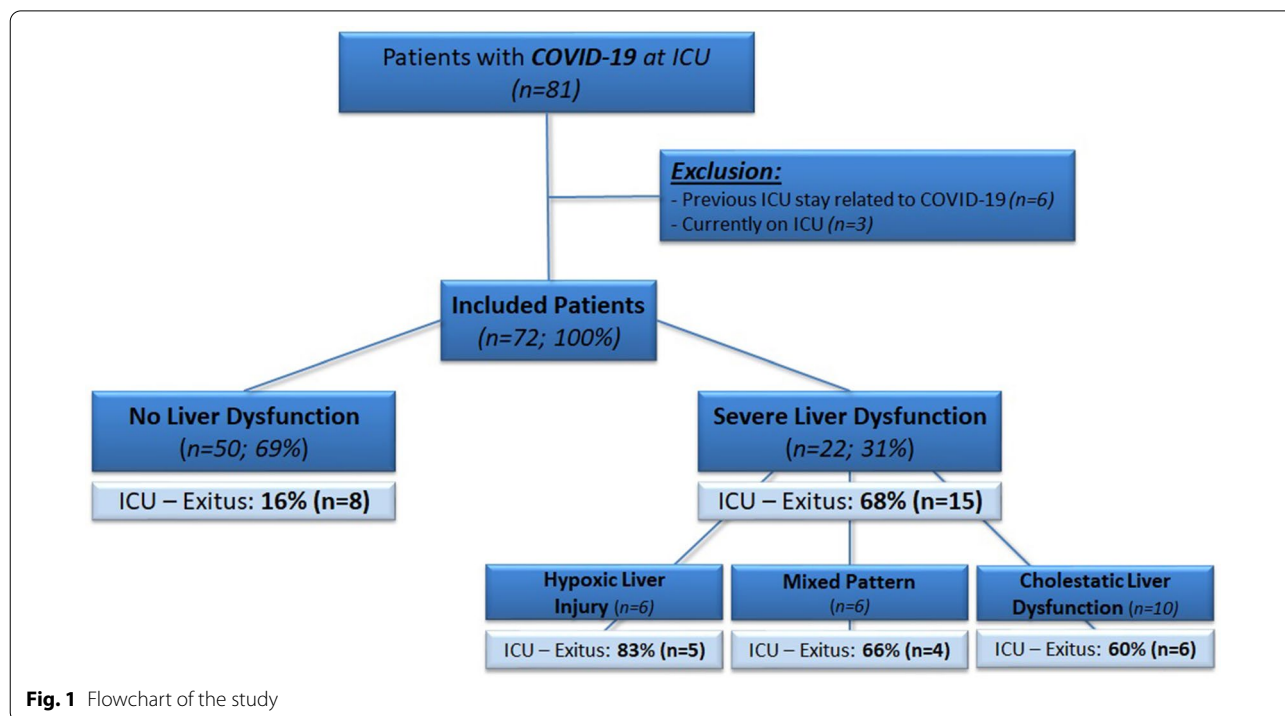 Patients with COVID-19 at ICU
(n=81)
Exclusion:
- Previous ICU stay related to COVID-19 (n=6)
- Currently on ICU (n=3)
Included Patients
(n=72; 100%)
No Liver Dysfunction
(n=50; 69%)
ICU – Exitus: 16% (n=8)
Severe Liver Dysfunction
(n=22; 31%)
ICU – Exitus: 68% (n=15)
Hypoxic Liver
Injury (n=6)
ICU – Exitus: 83% (n=5)
Mixed Pattern
(n=6)
ICU – Exitus: 66% (n=4)
Cholestatic Liver
Dysfunction (n=10)
ICU – Exitus: 60% (n=6)
Fig. 1 Flowchart of the study